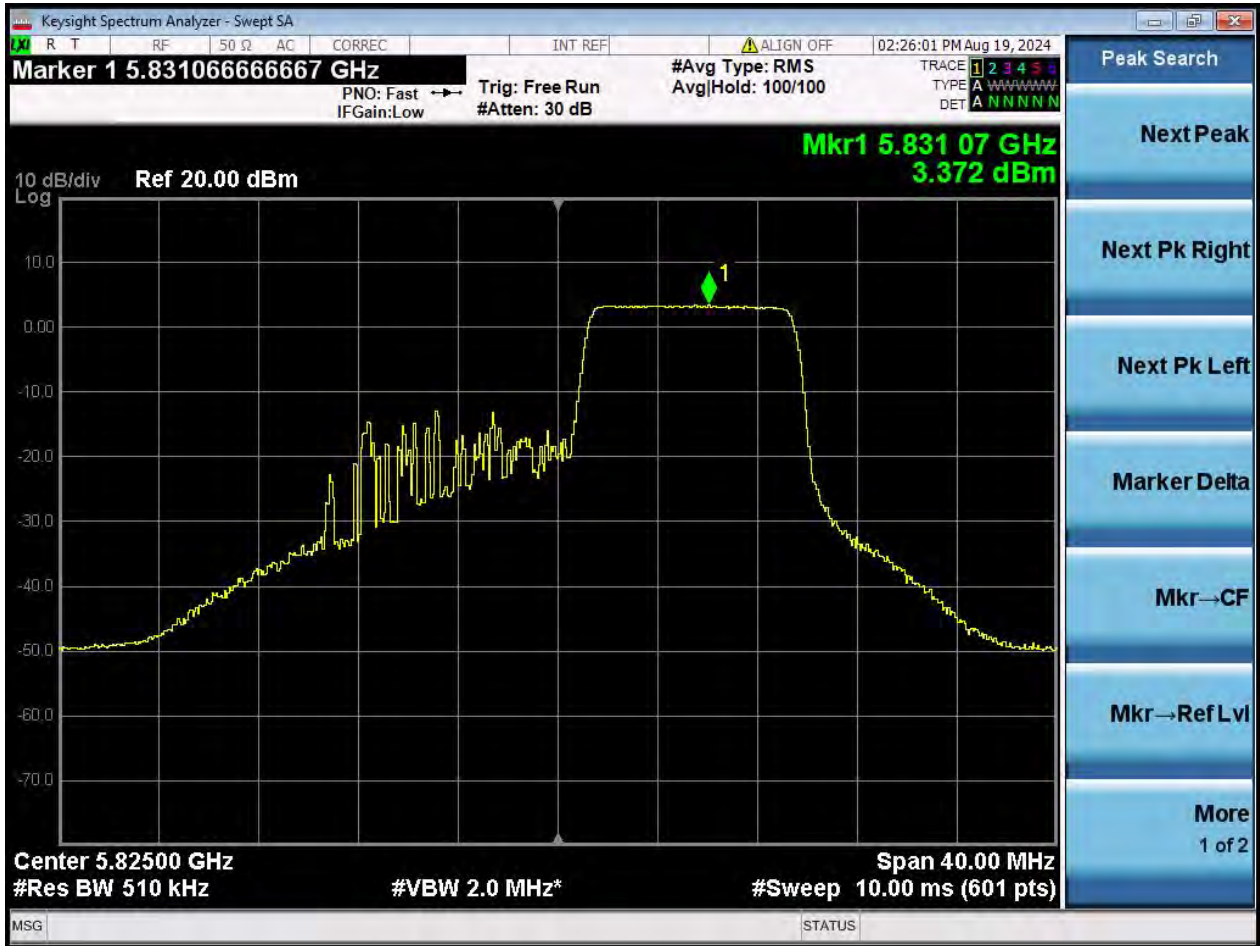 Keysight Spectrum Analyzer - Swept SA
LXI R T RF 50 Ω AC CORREC INT REF ALIGN OFF 02:26:01 PM Aug 19, 2024
Marker 1 5.831066666667 GHz
PNO: Fast
IFGain:Low
Trig: Free Run
#Atten: 30 dB
#Avg Type: RMS
Avg|Hold: 100/100
TRACE 1 2 3 4 5 6
TYPE A WWWWW
DET A N N N N N
Mkr1 5.831 07 GHz
3.372 dBm
10 dB/div Ref 20.00 dBm
Log
10.0
0.00
-10.0
-20.0
-30.0
-40.0
-50.0
-60.0
-70.0
1
Center 5.82500 GHz Span 40.00 MHz
#Res BW 510 kHz #VBW 2.0 MHz* #Sweep 10.00 ms (601 pts)
MSG STATUS
Peak Search
Next Peak
Next Pk Right
Next Pk Left
Marker Delta
Mkr→CF
Mkr→Ref Lvl
More
1 of 2